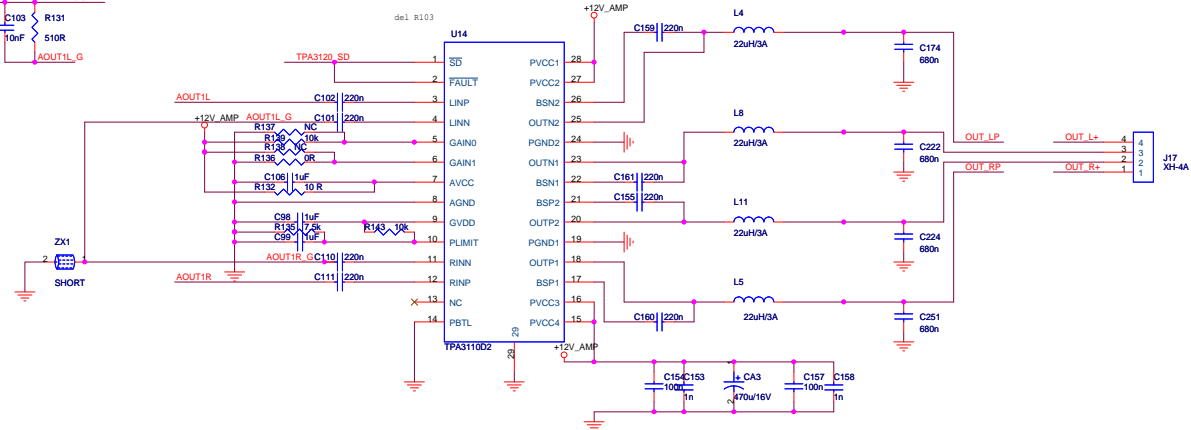 C103
10nF
R131
510R
AOUT1L_G
del R103
+12V_AMP
U14
TPA3120_SD
1 SD PVCC1 28
2 FAULT PVCC2 27
AOUT1L C102 220n 3 LINP BSN2 26
AOUT1L_G C101 220n 4 LINN OUTN2 25
+12V_AMP
R137 NC
R139 10k 5 GAIN0 PGND2 24
R138 NC
R136 0R 6 GAIN1 OUTN1 23
C106 1uF 7 AVCC BSN1 22 C161 220n
R132 10 R
8 AGND BSP2 21 C155 220n
C98 1uF 9 GVDD OUTP2 20
R135 7.5k R143 10k
C99 1uF 10 PLIMIT PGND1 19
AOUT1R_G C110 220n 11 RINN OUTP1 18
AOUT1R C111 220n 12 RINP BSP1 17
13 NC PVCC3 16
14 PBTL PVCC4 15
29
29
TPA3110D2
ZX1
2 1
SHORT
C159 220n
L4
22uH/3A
C174
680n
L8
22uH/3A
C222
680n
L11
22uH/3A
C224
680n
L5
22uH/3A
C160 220n
C251
680n
OUT_LP OUT_L+
OUT_RP OUT_R+
4 4
3 3
2 2
1 1
J17
XH-4A
+12V_AMP
C154 C153 CA3 C157 C158
100n 1n + 470u/16V 100n 1n
2